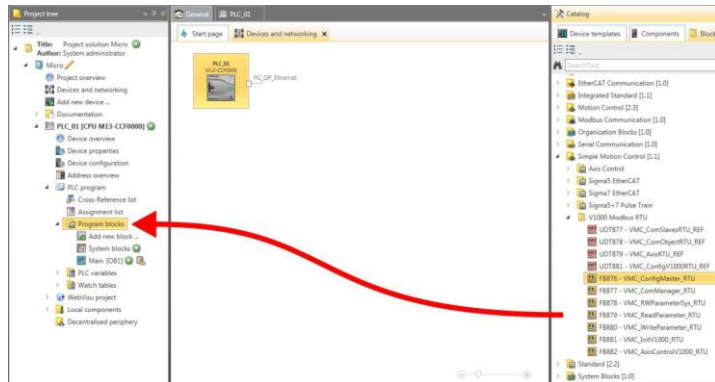 Project tree
Title: Project solution Micro
Author: System administrator
Micro
Project overview
Devices and networking
Add new device ...
Documentation
PLC_01 [CPU M13-CCF0000]
Device overview
Device properties
Device configuration
Address overview
PLC program
Cross-Reference list
Assignment list
Program blocks
Add new block ...
System blocks
Main [OB1]
PLC variables
Watch tables
WebVisu project
Local components
Decentralised periphery
General
PLC_01
Start page
Devices and networking
PLC_01
M13-CCF0000
PG_OP_Ethernet
Catalog
Device templates
Components
Block
SearchText
EtherCAT Communication [1.0]
Integrated Standard [1.1]
Motion Control [2.3]
Modbus Communication [1.0]
Organization Blocks [1.0]
Serial Communication [1.0]
Simple Motion Control [1.1]
Axis Control
Sigma5 EtherCAT
Sigma7 EtherCAT
Sigma5+7 Pulse Train
V1000 Modbus RTU
UDT877 - VMC_ComSlavesRTU_REF
UDT878 - VMC_ComObjectRTU_REF
UDT879 - VMC_AxisRTU_REF
UDT881 - VMC_ConfigV1000RTU_REF
FB876 - VMC_ConfigMaster_RTU
FB877 - VMC_ComManager_RTU
FB878 - VMC_RWParameterSys_RTU
FB879 - VMC_ReadParameter_RTU
FB880 - VMC_WriteParameter_RTU
FB881 - VMC_InitV1000_RTU
FB882 - VMC_AxisControlV1000_RTU
Standard [2.2]
System Blocks [1.0]